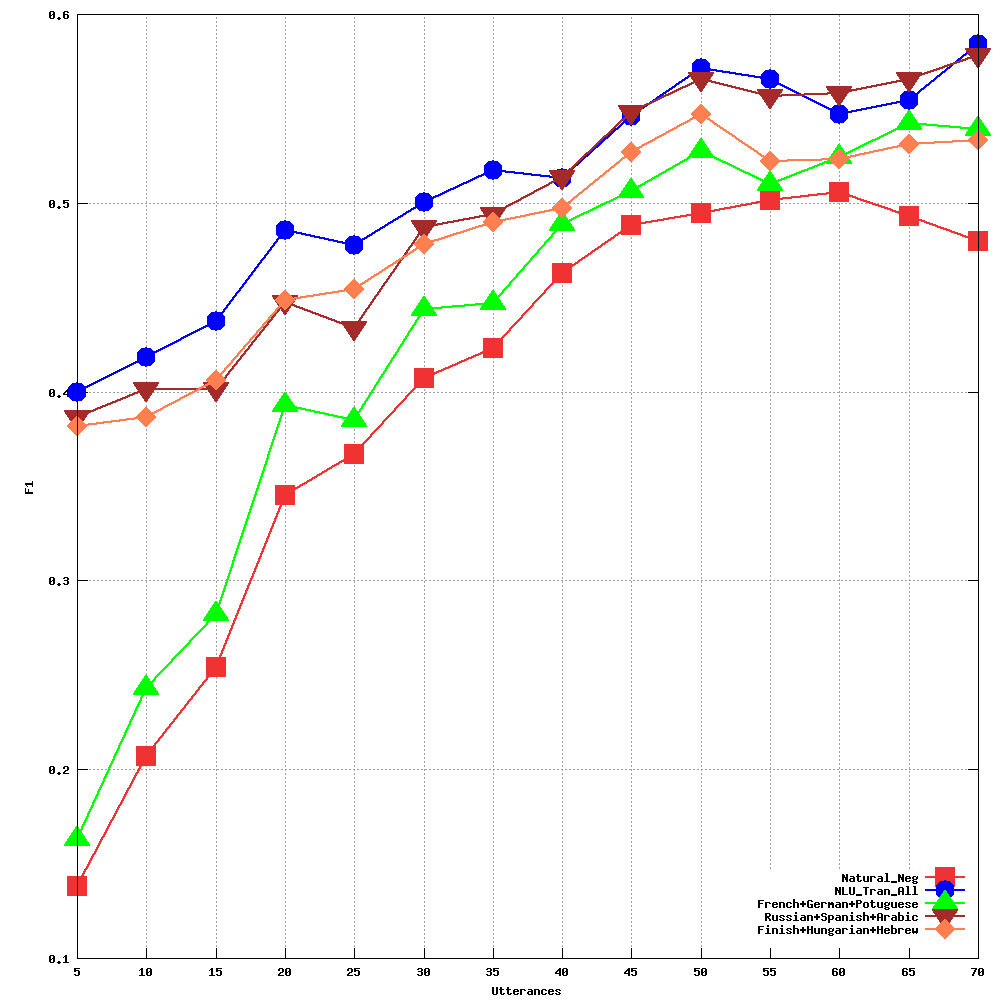 0.6
0.5
0.4
0.3
0.2
0.1
F1
5 10 15 20 25 30 35 40 45 50 55 60 65 70
Utterances
Natural_Neg
NLU_Tran_All
French+German+Potuguese
Russian+Spanish+Arabic
Finish+Hungarian+Hebrew